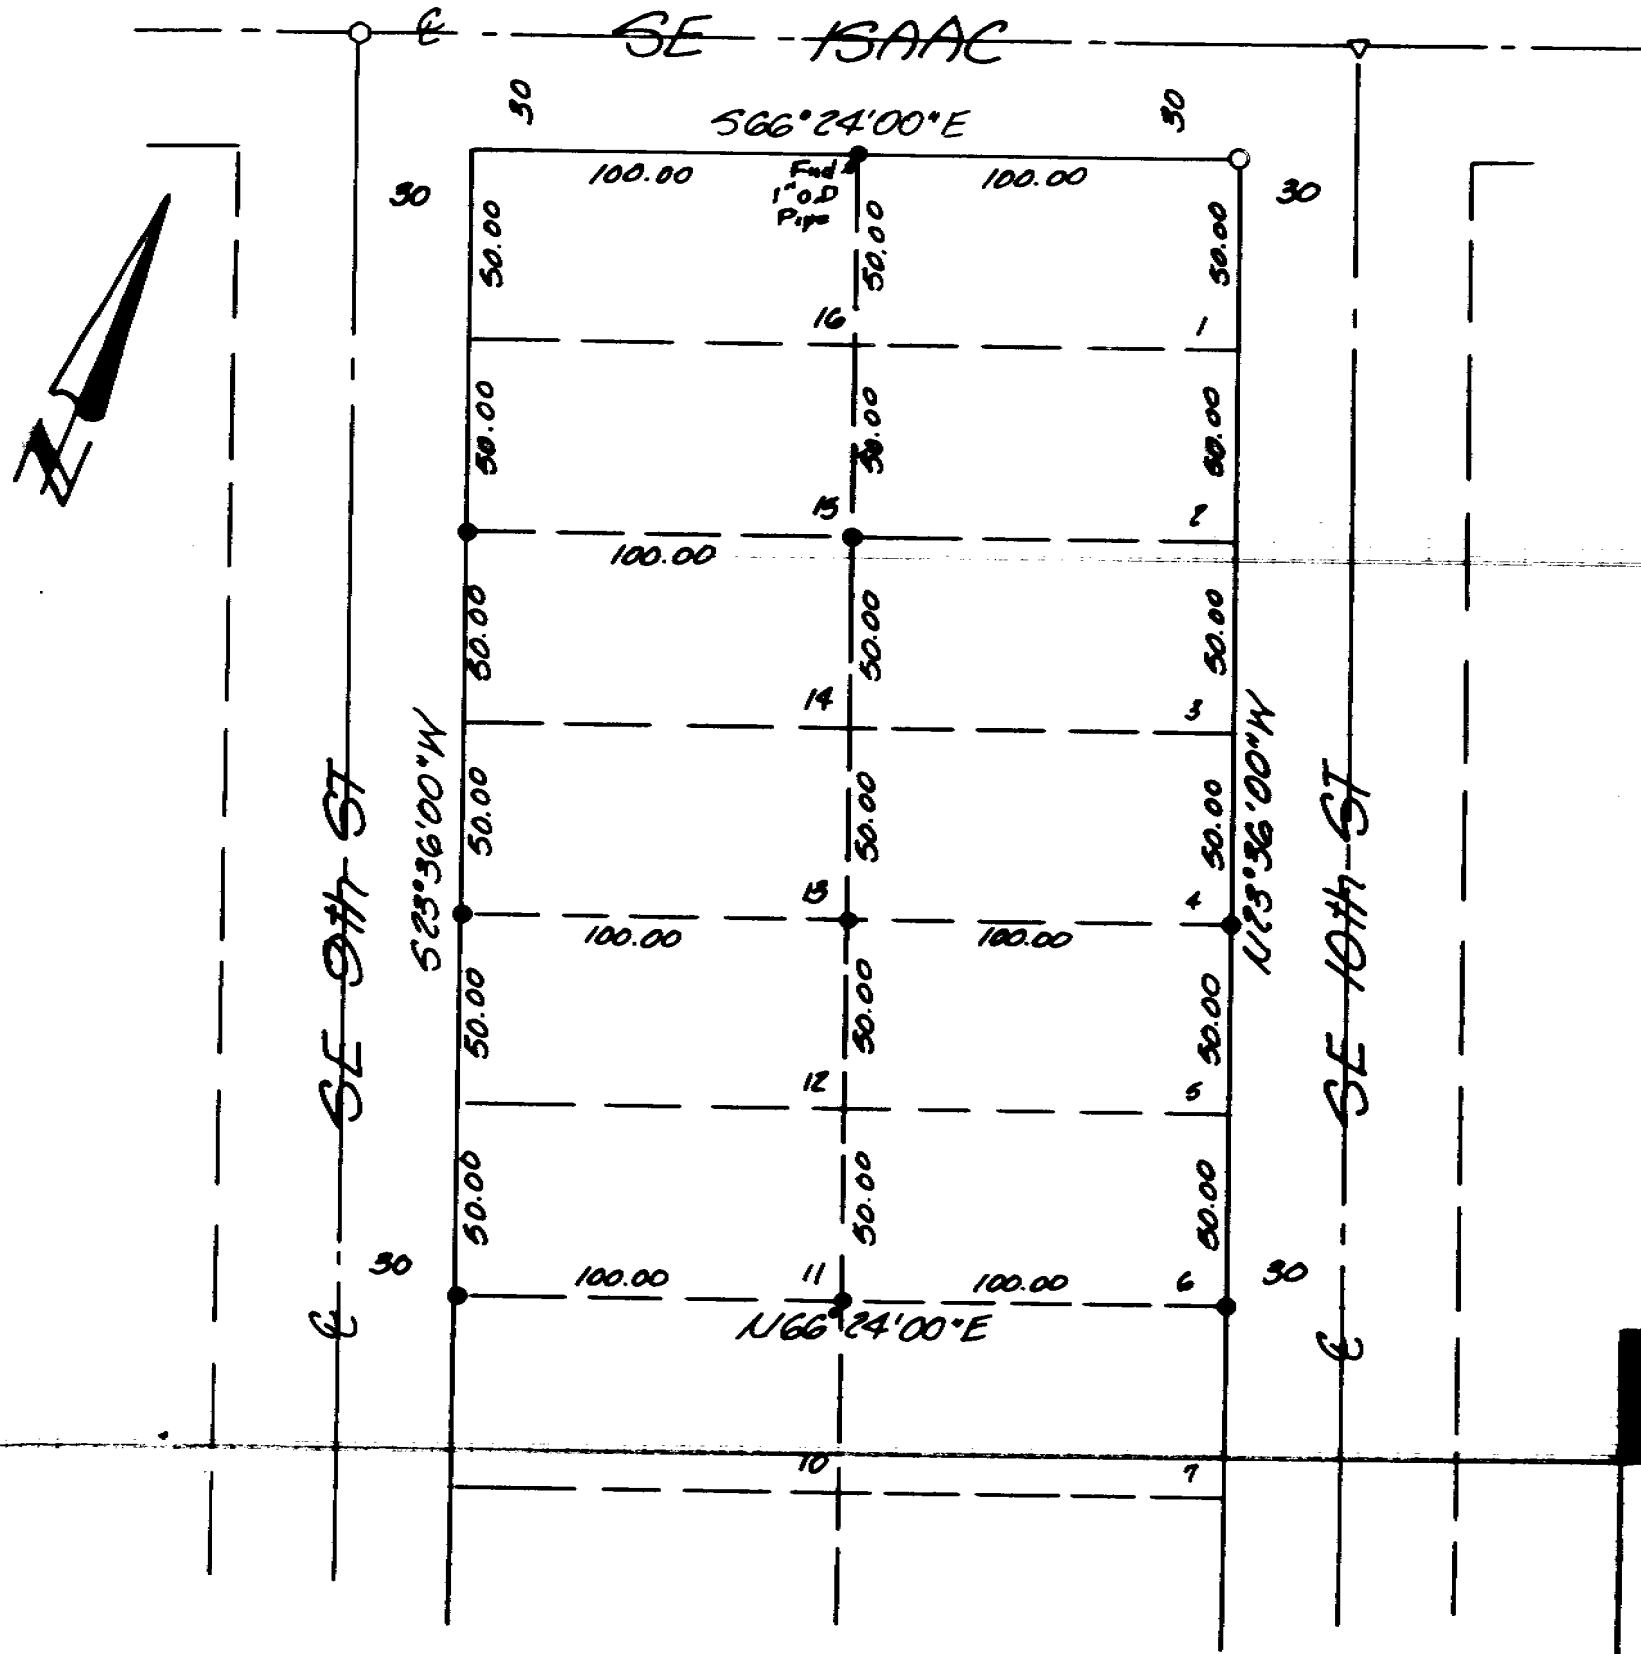 ℄ SE ISAAC
30 30
S66°24'00"E
30 100.00 Fnd 100.00 30
1" O.D
Pipe
50.00 50.00 50.00
16 1
50.00 50.00 50.00
15 2
100.00
50.00 50.00 50.00
14 3
SE 9th ST
S23°36'00"W
50.00 50.00 50.00
N23°36'00"W
SE 10th ST
13 4
100.00 100.00
50.00 50.00 50.00
12 5
50.00 50.00 50.00
30 100.00 11 100.00 6 30
℄ N66°24'00"E ℄
10 7
N